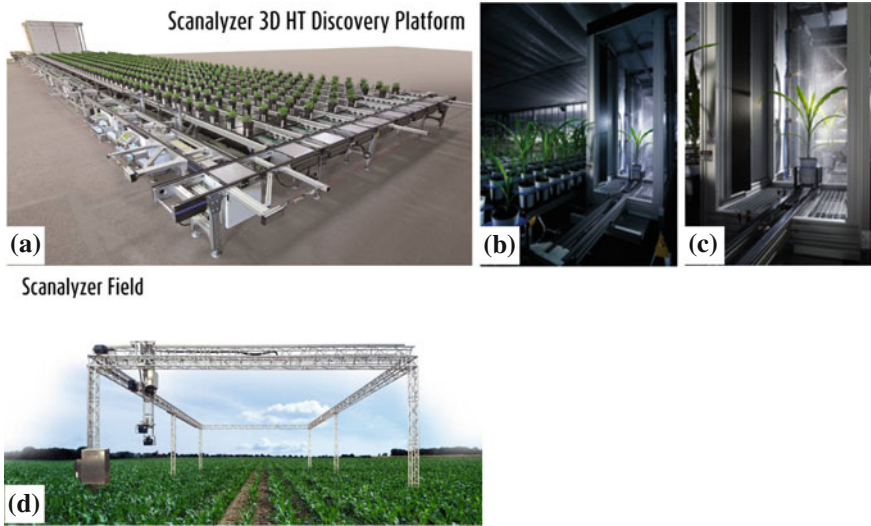 Scanalyzer 3D HT Discovery Platform
(a)
(b)
(c)
Scanalyzer Field
(d)